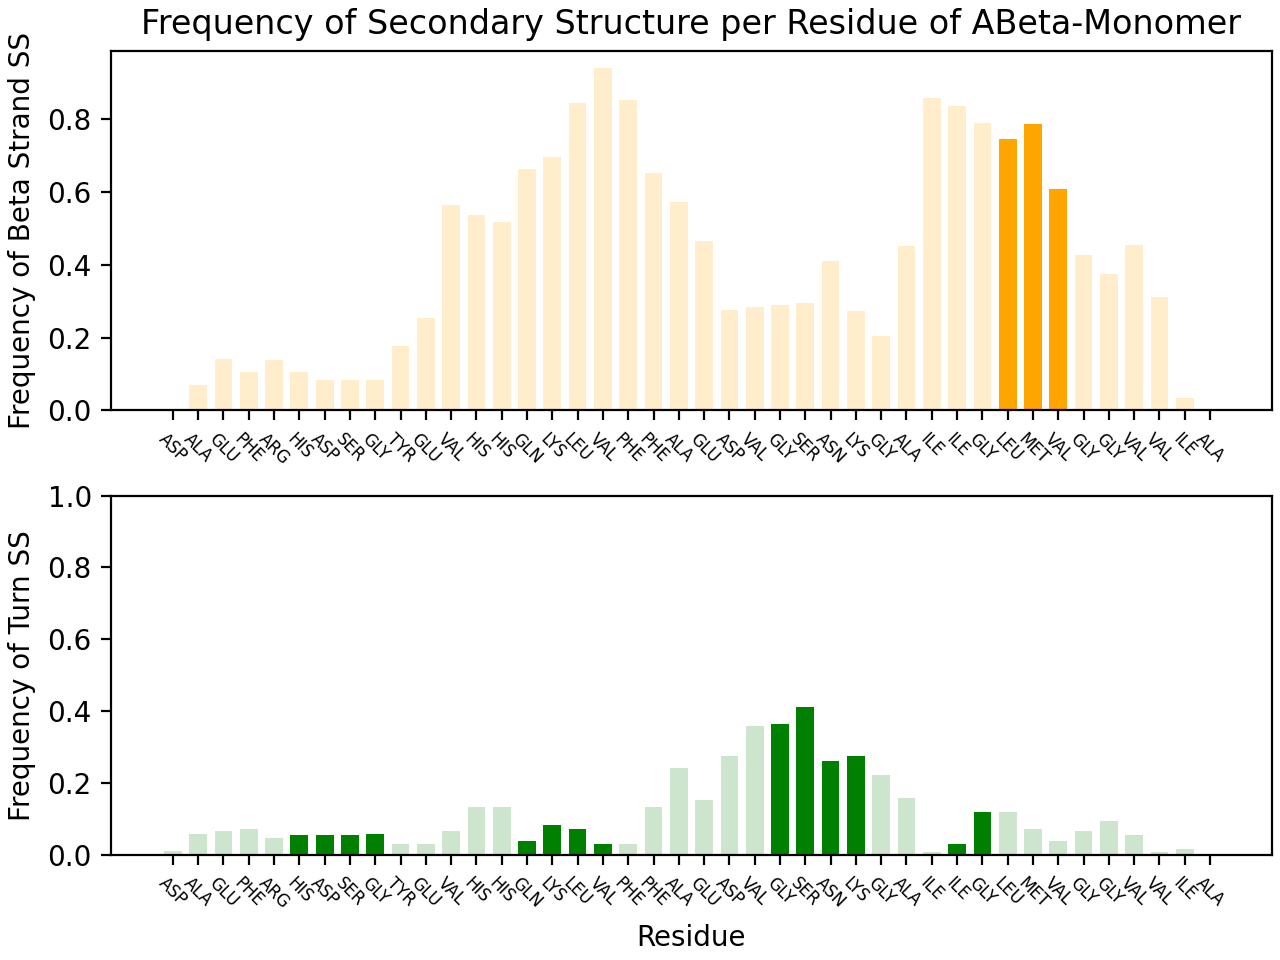 Frequency of Secondary Structure per Residue of ABeta-Monomer
Frequency of Beta Strand SS
0.8
0.6
0.4
0.2
0.0
ASP ALA GLU PHE ARG HIS ASP SER GLY TYR GLU VAL HIS HIS GLN LYS LEU VAL PHE PHE ALA GLU ASP VAL GLY SER ASN LYS GLY ALA ILE ILE GLY LEU MET VAL GLY GLY VAL VAL ILE ALA
Frequency of Turn SS
1.0
0.8
0.6
0.4
0.2
0.0
ASP ALA GLU PHE ARG HIS ASP SER GLY TYR GLU VAL HIS HIS GLN LYS LEU VAL PHE PHE ALA GLU ASP VAL GLY SER ASN LYS GLY ALA ILE ILE GLY LEU MET VAL GLY GLY VAL VAL ILE ALA
Residue